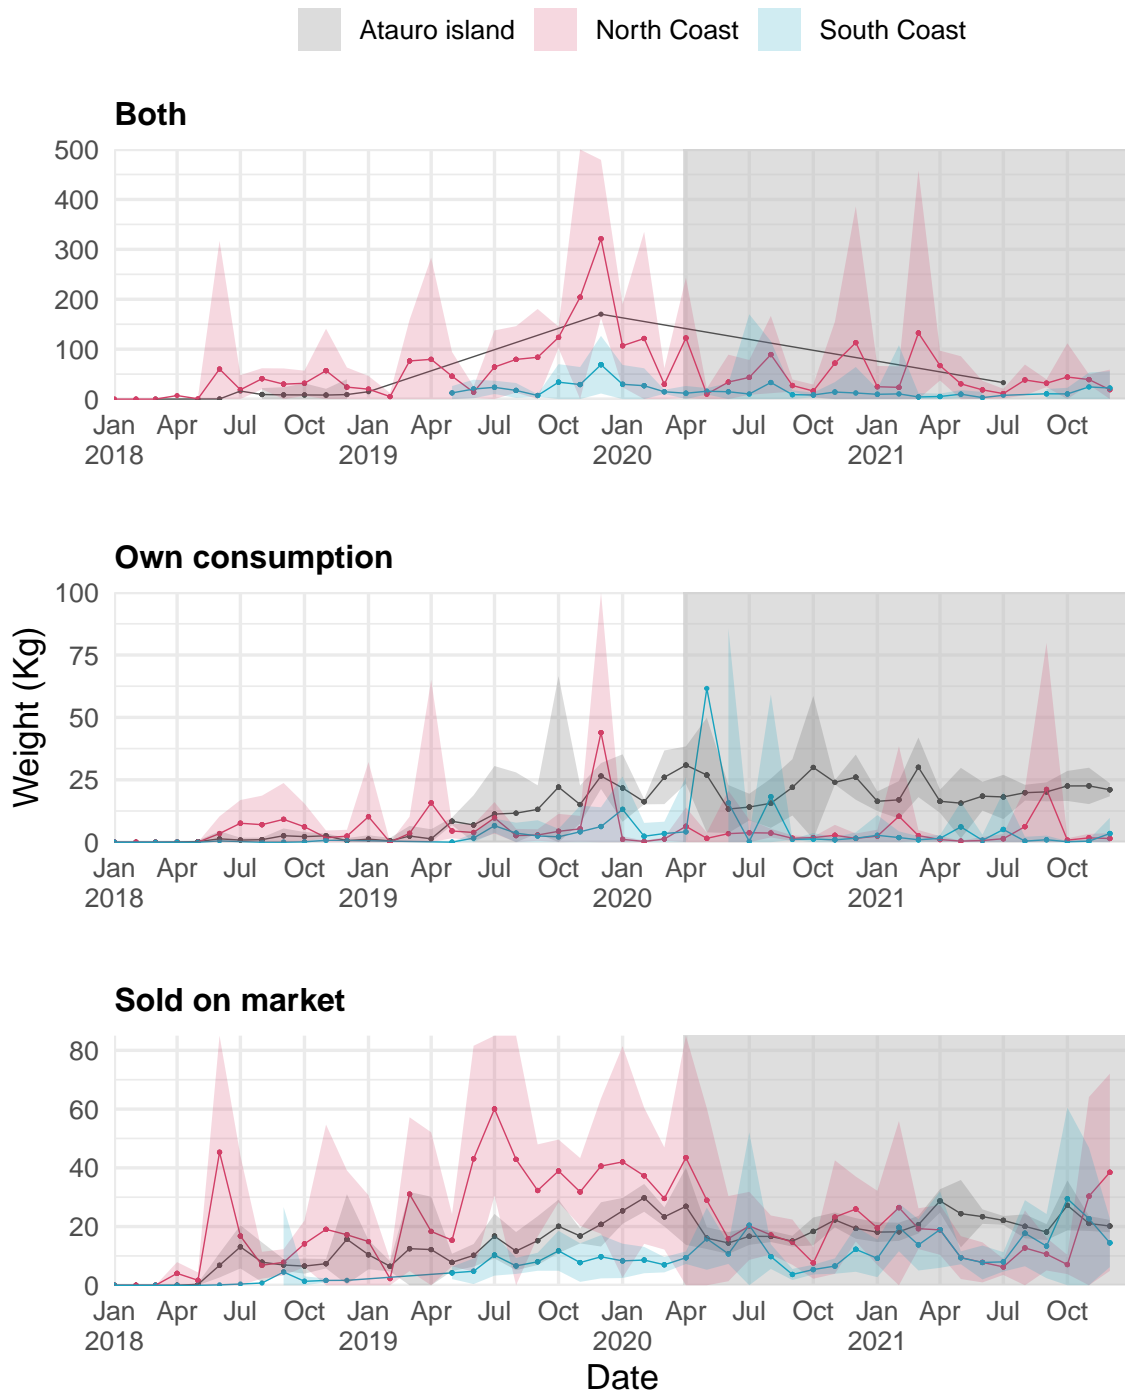 Atauro island North Coast South Coast
Both
500
400
300
200
100
0
Jan Apr Jul Oct Jan Apr Jul Oct Jan Apr Jul Oct Jan Apr Jul Oct
2018 2019 2020 2021
Own consumption
Weight (Kg)
100
75
50
25
0
Jan Apr Jul Oct Jan Apr Jul Oct Jan Apr Jul Oct Jan Apr Jul Oct
2018 2019 2020 2021
Sold on market
80
60
40
20
0
Jan Apr Jul Oct Jan Apr Jul Oct Jan Apr Jul Oct Jan Apr Jul Oct
2018 2019 2020 2021
Date